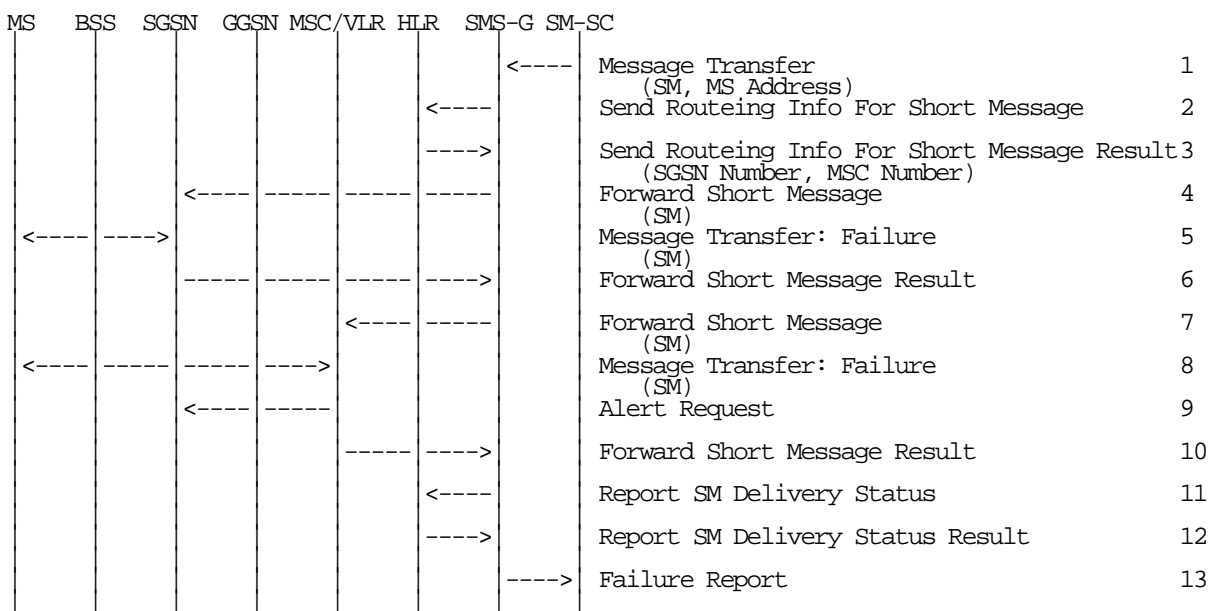 MS BSS SGSN GGSN MSC/VLR HLR SMS-G SM-SC
Message Transfer 1
(SM, MS Address)
Send Routeing Info For Short Message 2
Send Routeing Info For Short Message Result3
(SGSN Number, MSC Number)
Forward Short Message 4
(SM)
Message Transfer: Failure 5
(SM)
Forward Short Message Result 6
Forward Short Message 7
(SM)
Message Transfer: Failure 8
(SM)
Alert Request 9
Forward Short Message Result 10
Report SM Delivery Status 11
Report SM Delivery Status Result 12
Failure Report 13